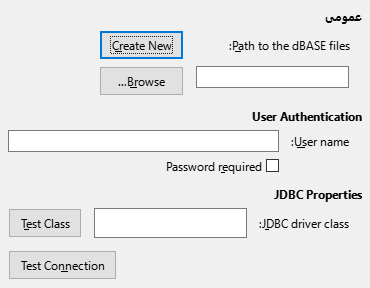 عمومی
Path to the dBASE files:
Create New
Browse...
User Authentication
User name:
Password required
JDBC Properties
JDBC driver class:
Test Class
Test Connection